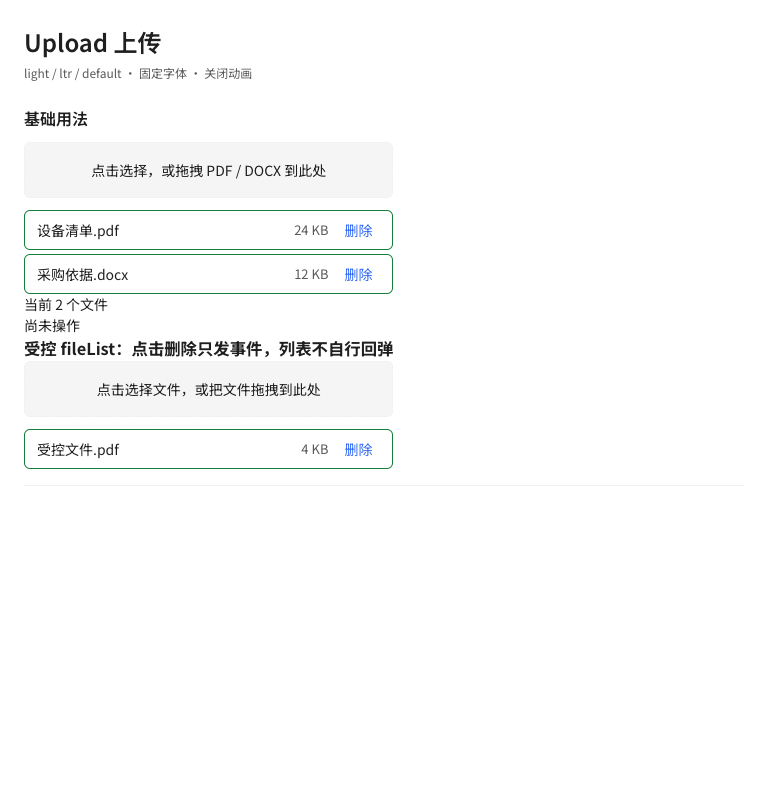 Upload 上传
light / ltr / default · 固定字体 · 关闭动画
基础用法
点击选择，或拖拽 PDF / DOCX 到此处
设备清单.pdf 24 KB 删除
采购依据.docx 12 KB 删除
当前 2 个文件
尚未操作
受控 fileList：点击删除只发事件，列表不自行回弹
点击选择文件，或把文件拖拽到此处
受控文件.pdf 4 KB 删除